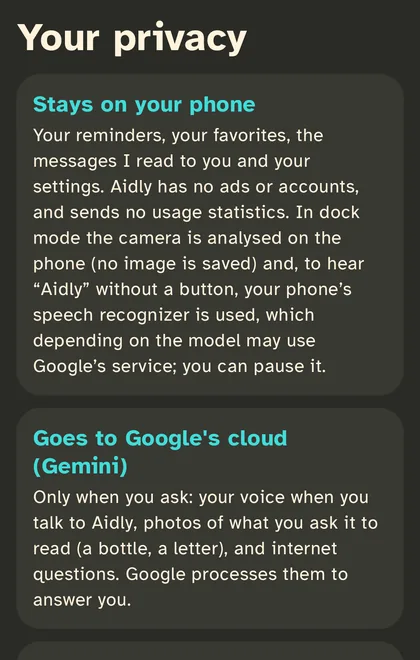 Your privacy
Stays on your phone
Your reminders, your favorites, the
messages I read to you and your
settings. Aidly has no ads or accounts,
and sends no usage statistics. In dock
mode the camera is analysed on the
phone (no image is saved) and, to hear
“Aidly” without a button, your phone’s
speech recognizer is used, which
depending on the model may use
Google’s service; you can pause it.
Goes to Google's cloud
(Gemini)
Only when you ask: your voice when you
talk to Aidly, photos of what you ask it to
read (a bottle, a letter), and internet
questions. Google processes them to
answer you.